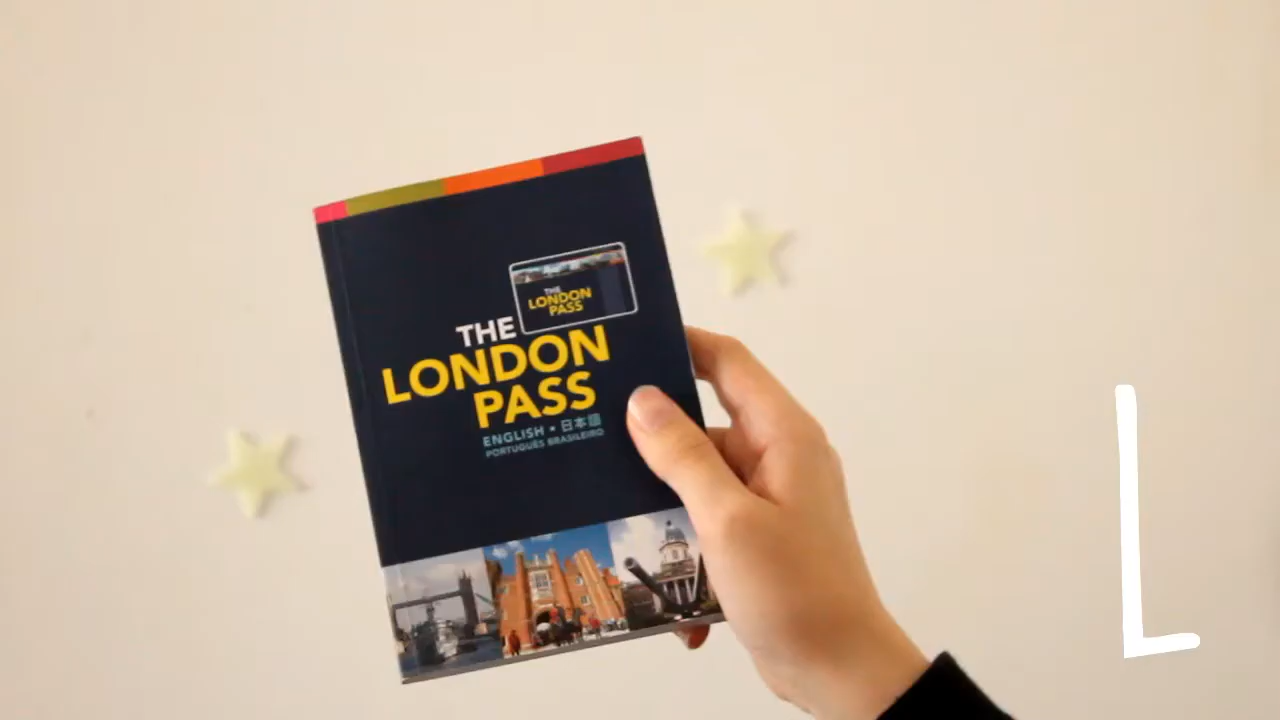 THE
LONDON
PASS
THE
LONDON
PASS
ENGLISH • 日本語
PORTUGUÊS BRASILEIRO
L